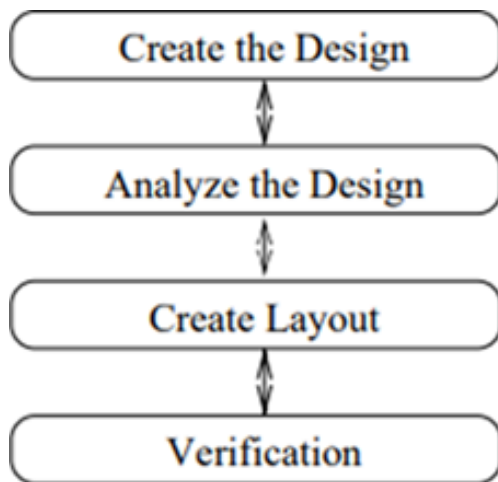 Create the Design
Analyze the Design
Create Layout
Verification